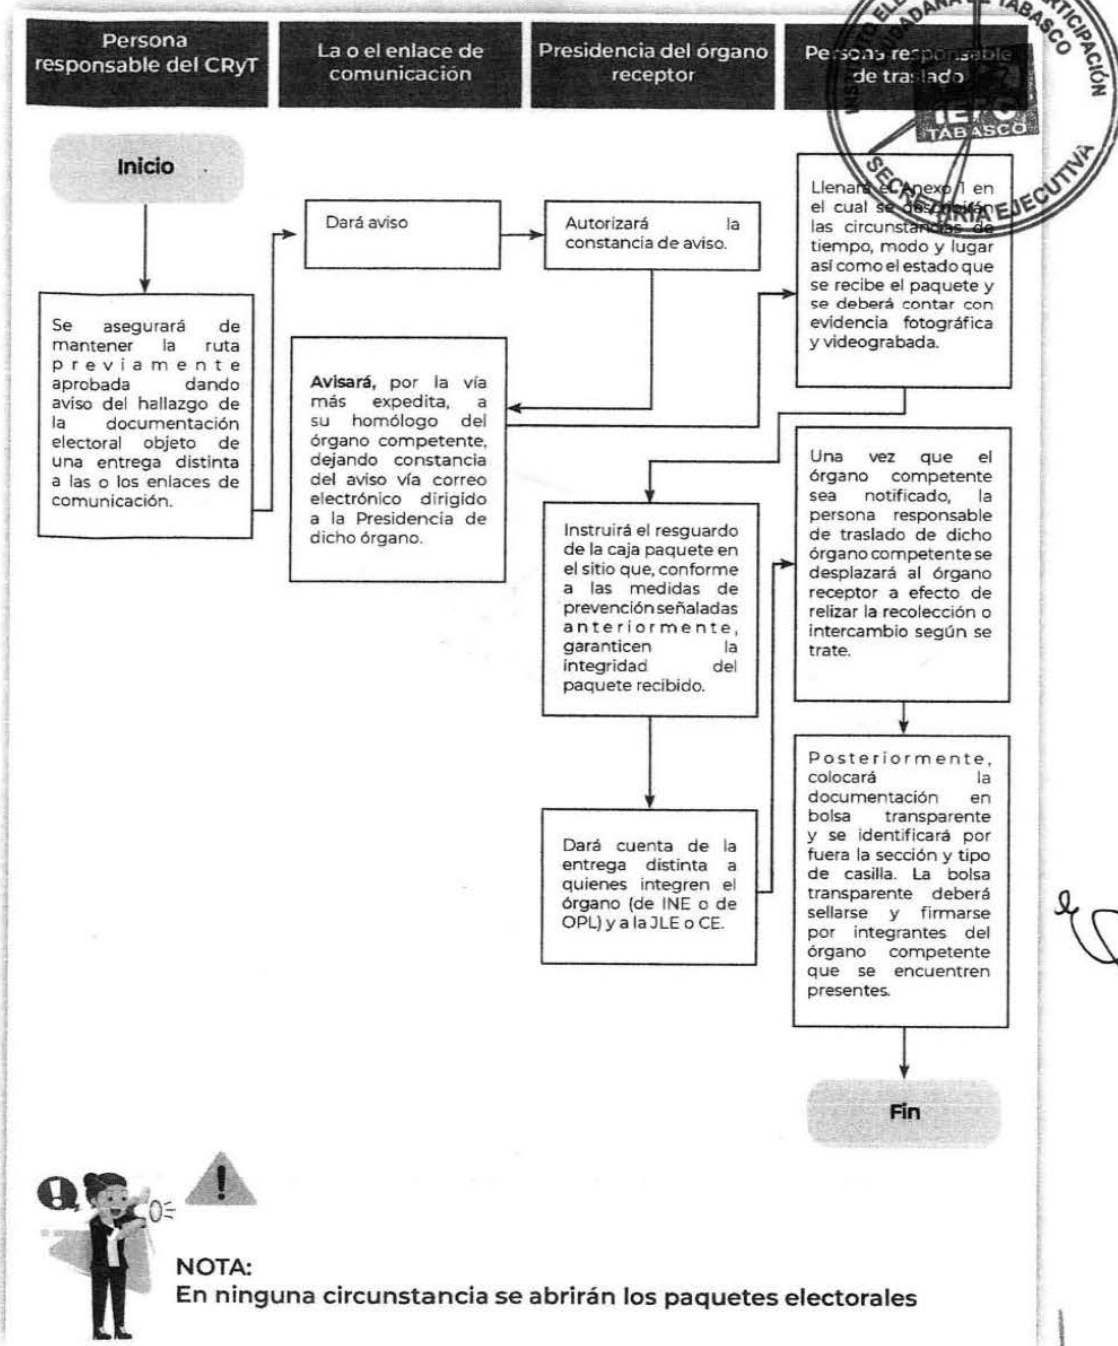 Persona
responsable del CRyT
La o el enlace de
comunicación
Presidencia del órgano
receptor
Persona responsable
de traslado
CIUDADANA DE TABASCO
PARTICIPACIÓN
IEPC
TABASCO
SECRETARIA EJECUTIVA
Inicio
Se asegurará de
mantener la ruta
previamente
aprobada dando
aviso del hallazgo de
la documentación
electoral objeto de
una entrega distinta
a las o los enlaces de
comunicación.
Dará aviso
Autorizará la
constancia de aviso.
Avisará, por la vía
más expedita, a
su homólogo del
órgano competente,
dejando constancia
del aviso vía correo
electrónico dirigido
a la Presidencia de
dicho órgano.
Llenará el Anexo 1 en
el cual se describirán
las circunstancias de
tiempo, modo y lugar
así como el estado que
se recibe el paquete y
se deberá contar con
evidencia fotográfica
y videograbada.
Instruirá el resguardo
de la caja paquete en
el sitio que, conforme
a las medidas de
prevención señaladas
anteriormente,
garanticen la
integridad del
paquete recibido.
Dará cuenta de la
entrega distinta a
quienes integren el
órgano (de INE o de
OPL) y a la JLE o CE.
Una vez que el
órgano competente
sea notificado, la
persona responsable
de traslado de dicho
órgano competente se
desplazará al órgano
receptor a efecto de
relizar la recolección o
intercambio según se
trate.
Posteriormente,
colocará la
documentación en
bolsa transparente
y se identificará por
fuera la sección y tipo
de casilla. La bolsa
transparente deberá
sellarse y firmarse
por integrantes del
órgano competente
que se encuentren
presentes.
Fin
NOTA:
En ninguna circunstancia se abrirán los paquetes electorales